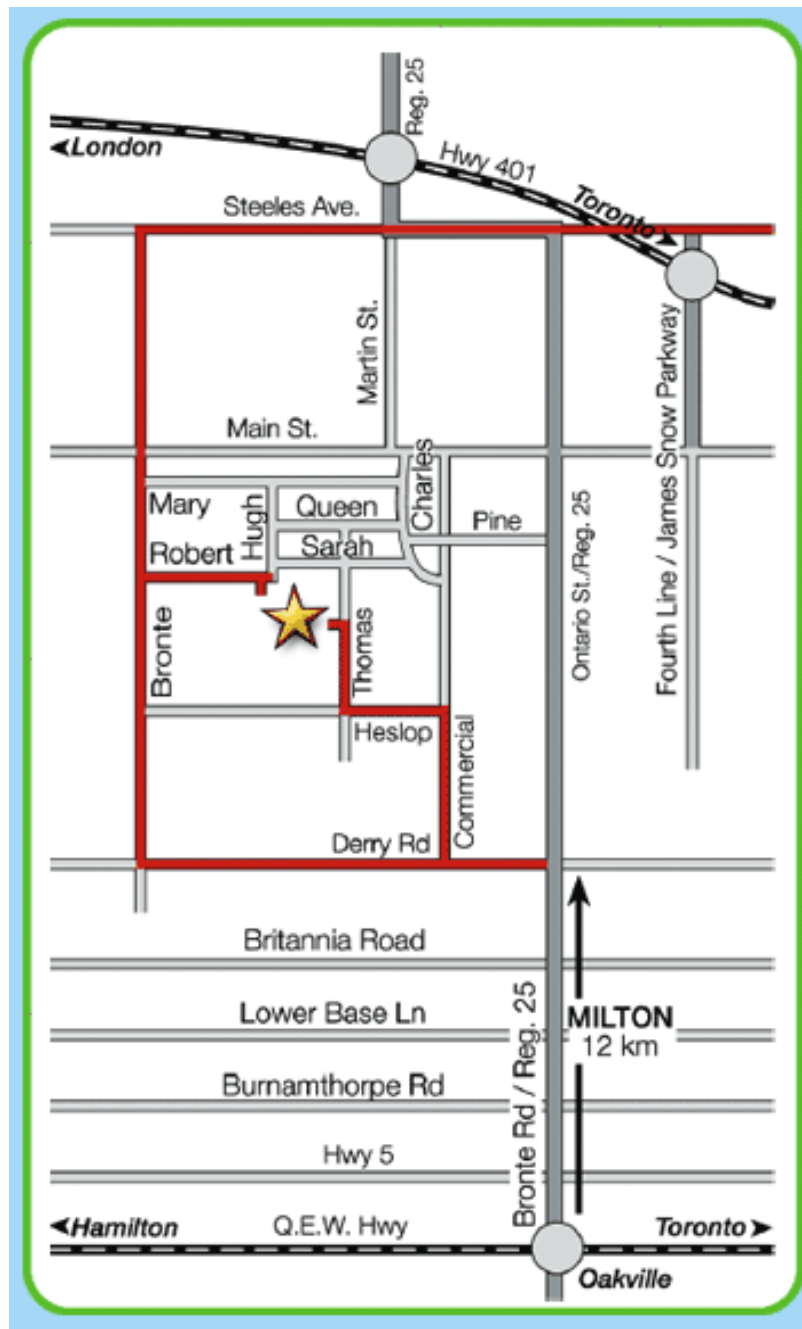 Reg. 25
London
Hwy 401
Steeles Ave.
Toronto
Martin St.
Fourth Line / James Snow Parkway
Main St.
Charles
Mary
Hugh
Queen
Pine
Ontario St./Reg. 25
Robert
Sarah
Bronte
Thomas
Heslop
Commercial
Derry Rd
Britannia Road
Lower Base Ln
Bronte Rd / Reg. 25
MILTON
12 km
Burnamthorpe Rd
Hwy 5
Hamilton
Q.E.W. Hwy
Toronto
Oakville